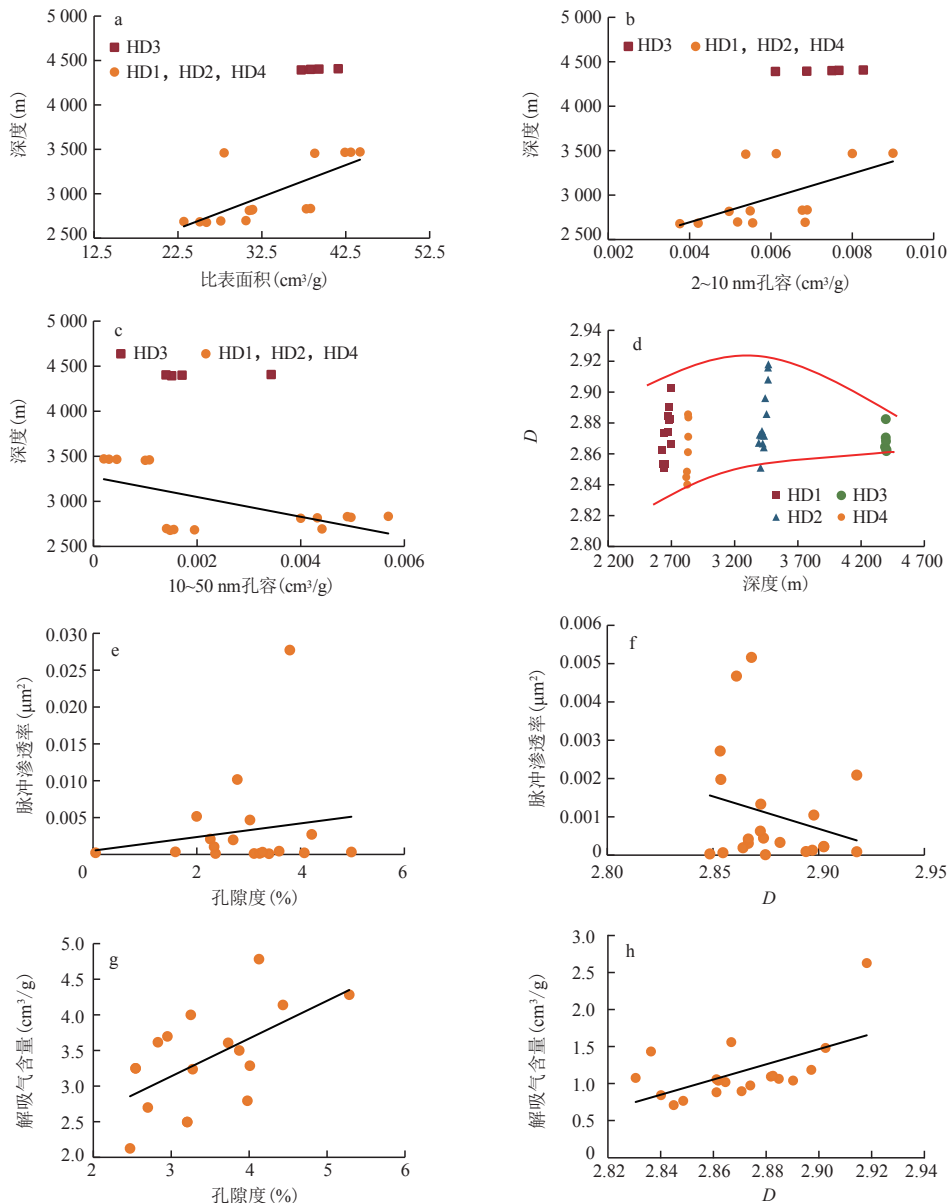 a
HD3
HD1，HD2，HD4
5 000
4 500
4 000
3 500
3 000
2 500
深度(m)
12.5 22.5 32.5 42.5 52.5
比表面积(cm³/g)
b
HD3 HD1，HD2，HD4
5 000
4 500
4 000
3 500
3 000
2 500
深度(m)
0.002 0.004 0.006 0.008 0.010
2~10 nm孔容(cm³/g)
c
HD3 HD1，HD2，HD4
5 000
4 500
4 000
3 500
3 000
2 500
深度(m)
0 0.002 0.004 0.006
10~50 nm孔容(cm³/g)
d
2.94
2.92
2.90
2.88
2.86
2.84
2.82
2.80
D
HD1 HD3
HD2 HD4
2 200 2 700 3 200 3 700 4 200 4 700
深度(m)
e
0.030
0.025
0.020
0.015
0.010
0.005
脉冲渗透率(μm²)
0 2 4 6
孔隙度(%)
f
0.006
0.005
0.004
0.003
0.002
0.001
0
脉冲渗透率(μm²)
2.80 2.85 2.90 2.95
D
g
5.0
4.5
4.0
3.5
3.0
2.5
2.0
解吸气含量(cm³/g)
2 3 4 5 6
孔隙度(%)
h
3.0
2.5
2.0
1.5
1.0
0.5
0
解吸气含量(cm³/g)
2.82 2.84 2.86 2.88 2.90 2.92 2.94
D